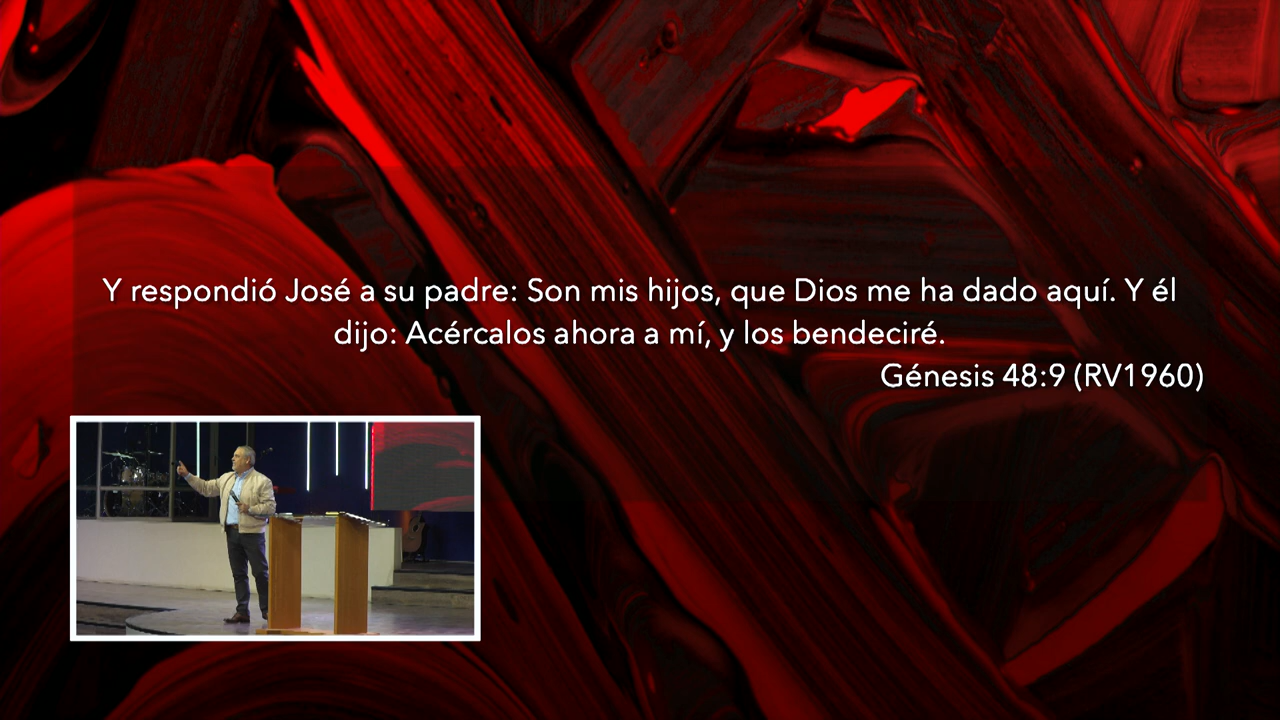 Y respondió José a su padre: Son mis hijos, que Dios me ha dado aquí. Y él
dijo: Acércalos ahora a mí, y los bendeciré.
Génesis 48:9 (RV1960)